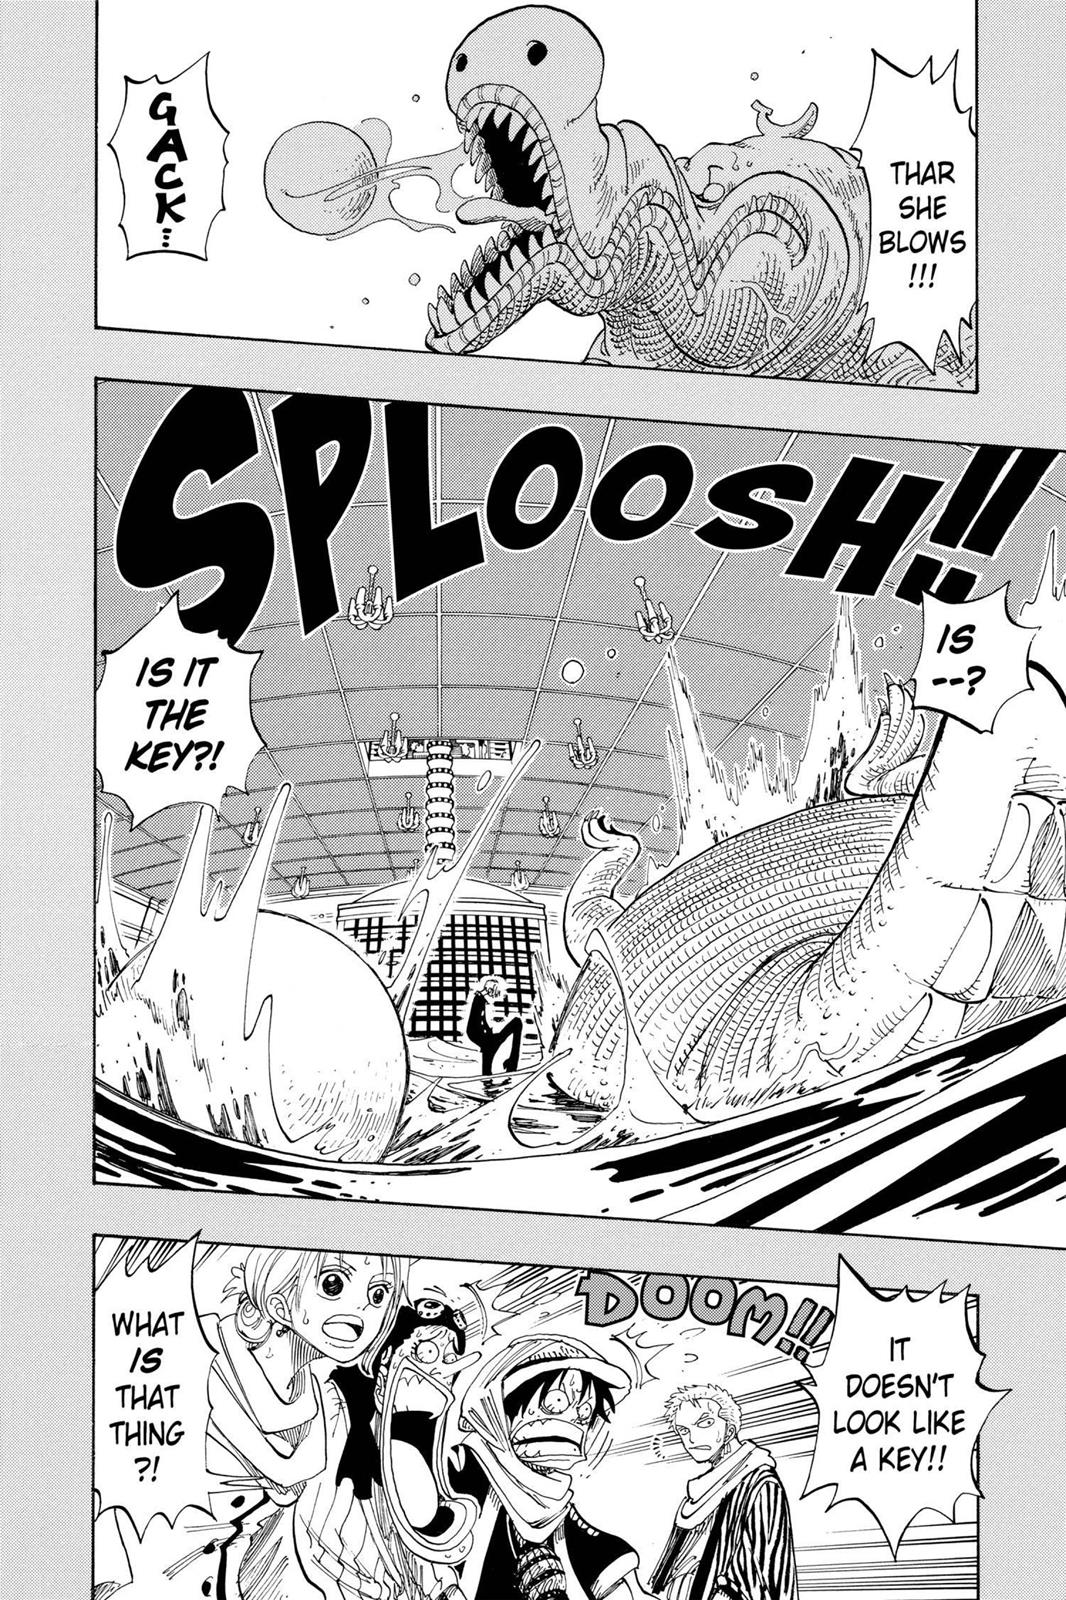 THAR
SHE
BLOWS
!!!
GACK...
SPLOOSH!!
IS
--?
IS IT
THE
KEY?!
DOOM!!
IT
DOESN'T
LOOK LIKE
A KEY!!
WHAT
IS
THAT
THING
?!